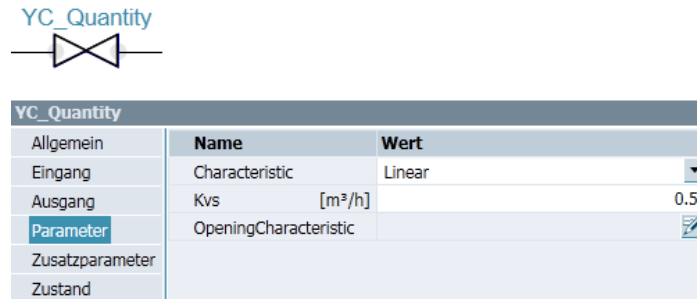 YC_Quantity
YC_Quantity
Allgemein
Name Wert
Eingang
Characteristic Linear
Ausgang
Kvs [m³/h] 0.5
Parameter
OpeningCharacteristic
Zusatzparameter
Zustand